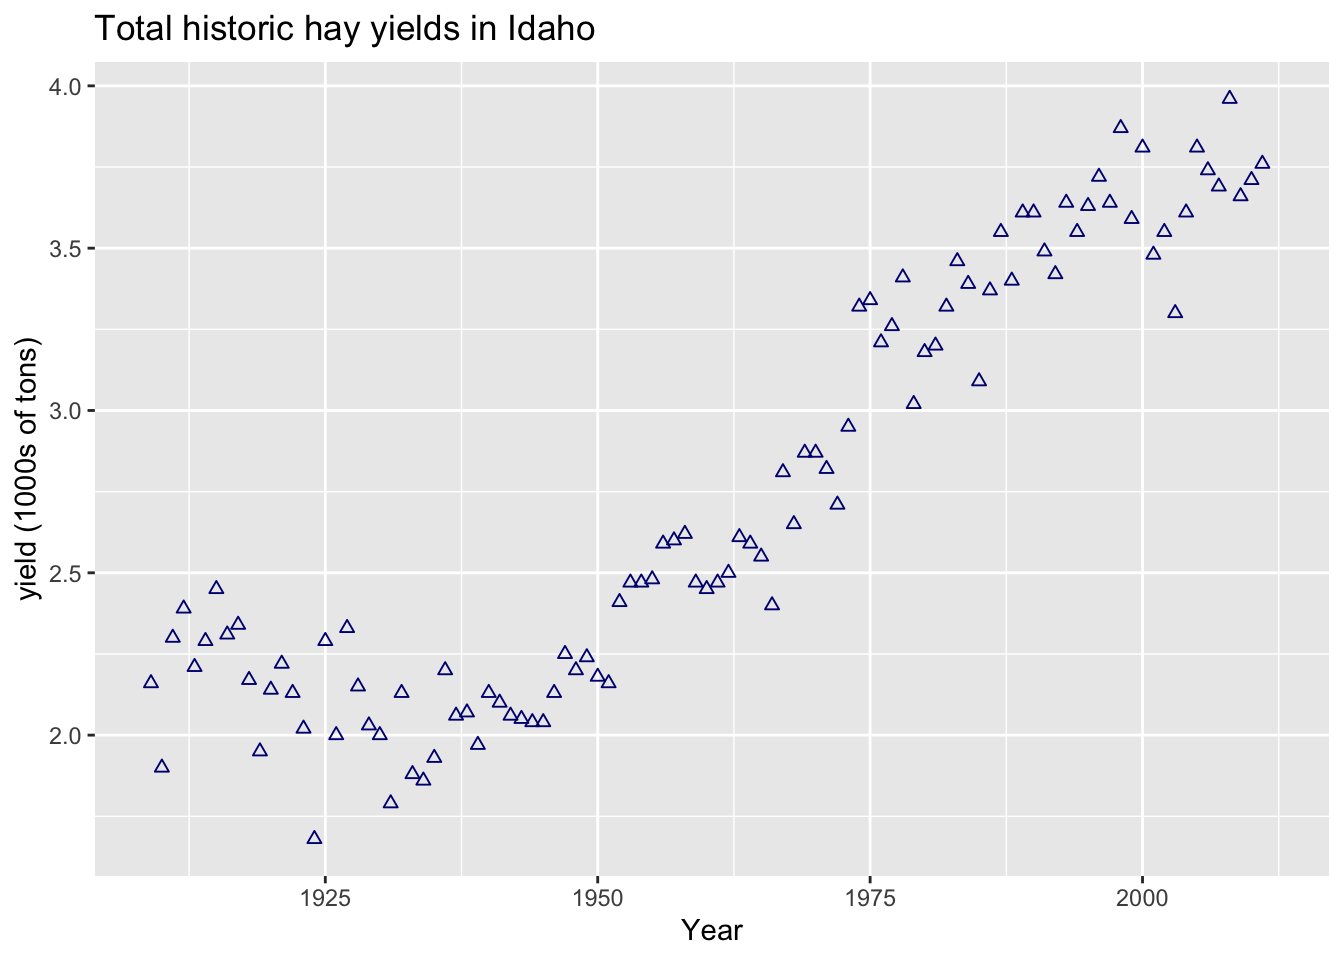 Total historic hay yields in Idaho
4.0
3.5
3.0
2.5
2.0
yield (1000s of tons)
1925 1950 1975 2000
Year